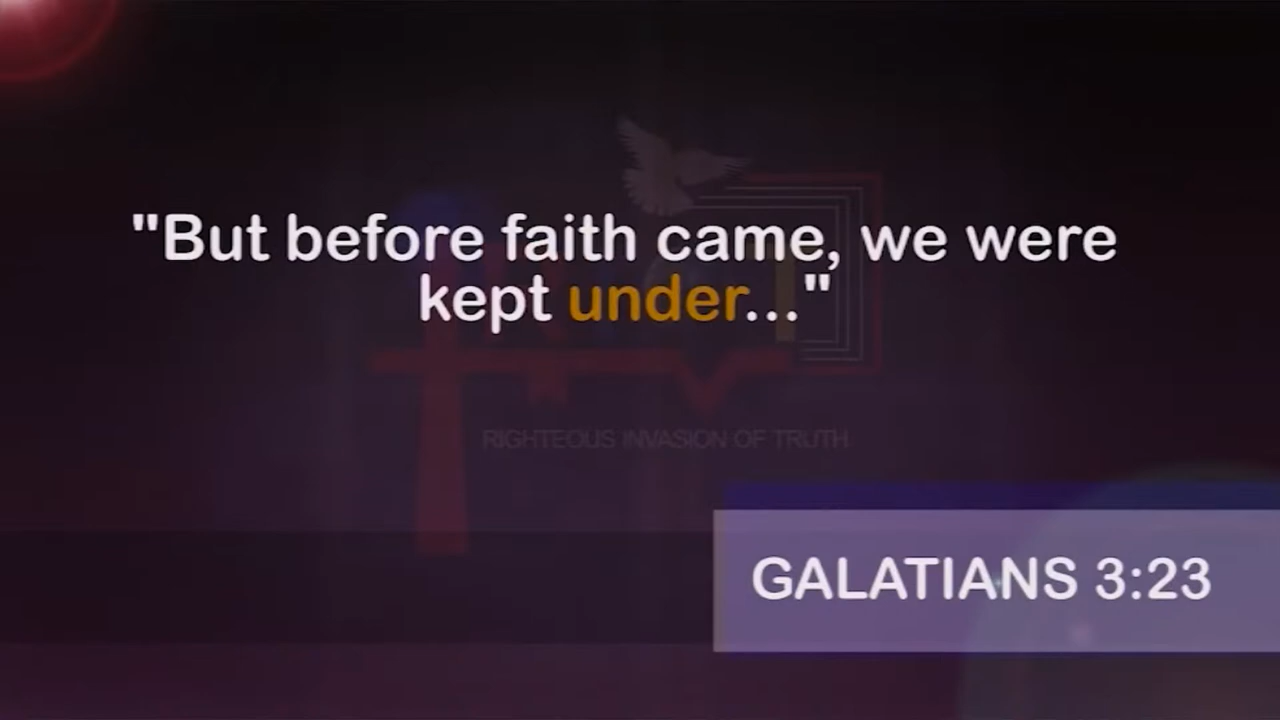 "But before faith came, we were
kept under..."
RIGHTEOUS INVASION OF TRUTH
GALATIANS 3:23